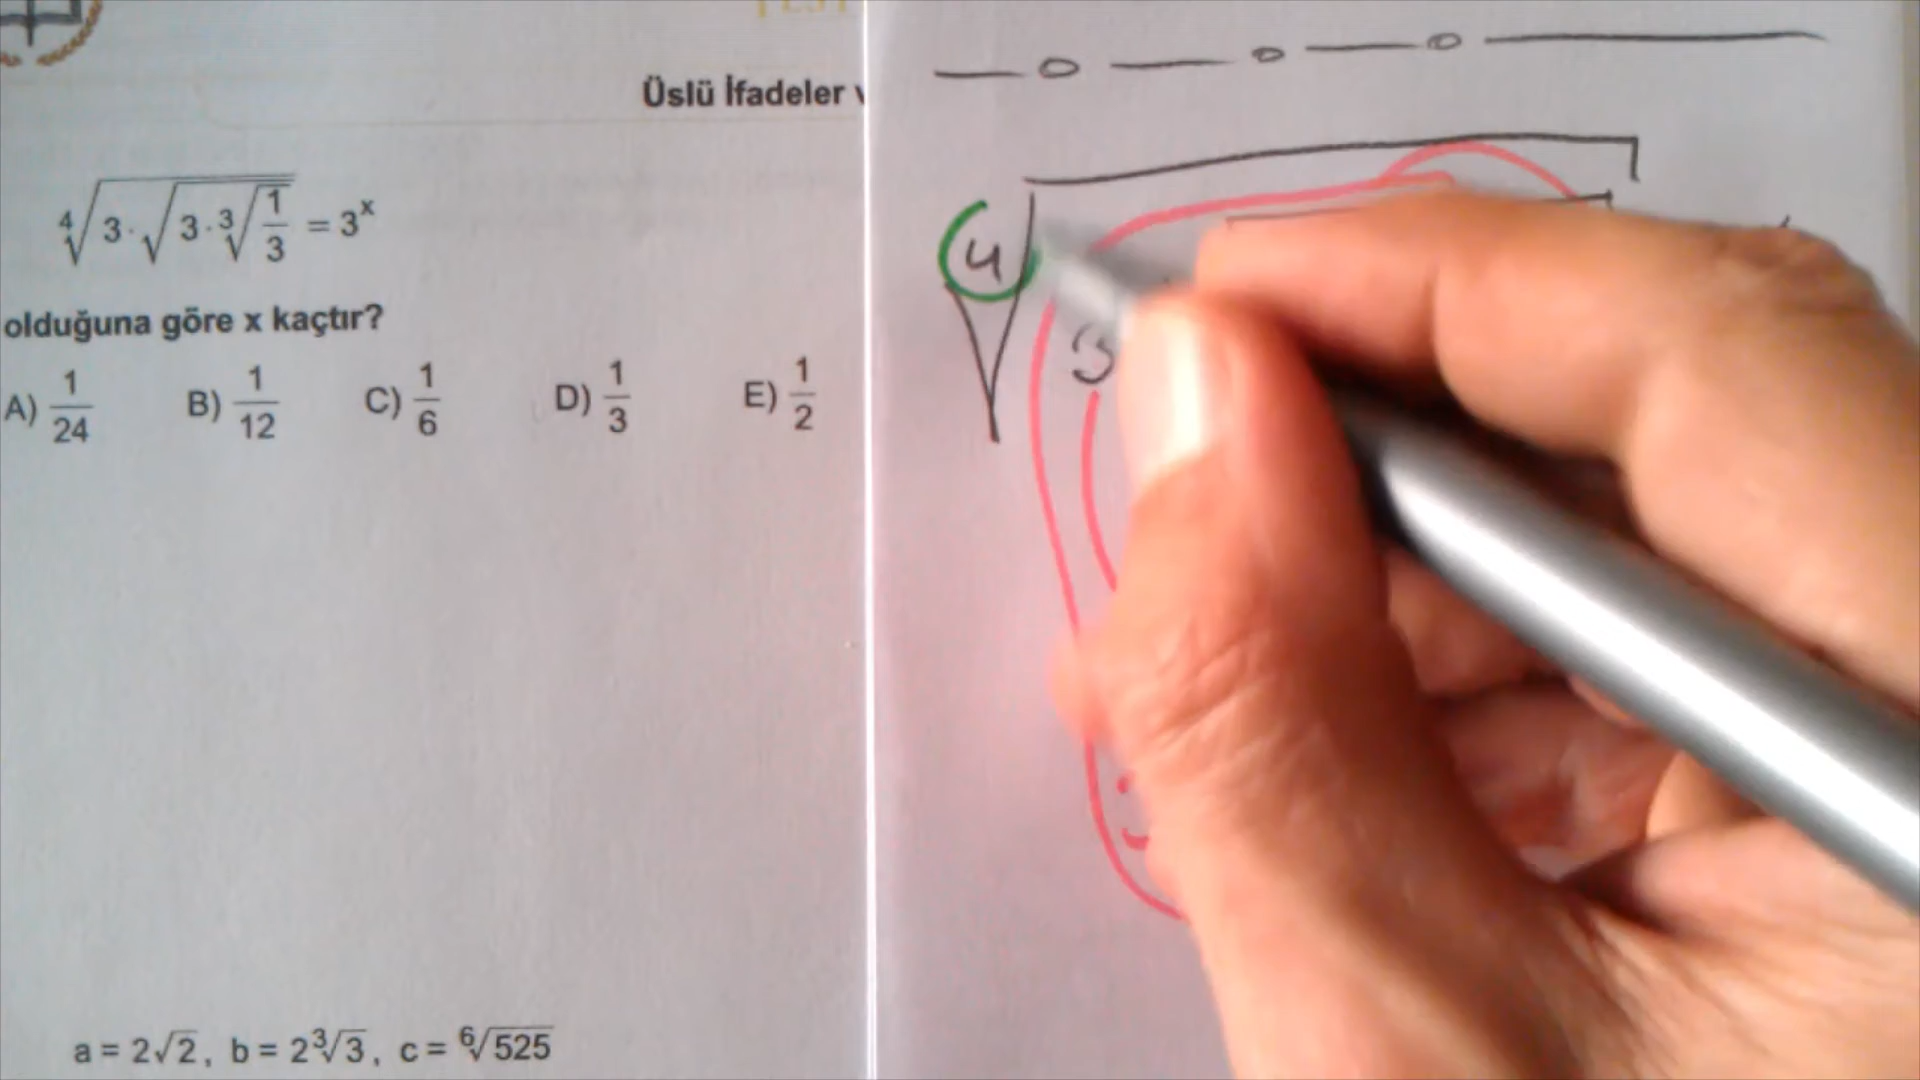 Üslü İfadeler
⁴√(3·√(3·³√(1/3))) = 3ˣ
olduğuna göre x kaçtır?
A) 1/24 B) 1/12 C) 1/6 D) 1/3 E) 1/2
a = 2√2, b = 2³√3, c = ⁶√525
4
3